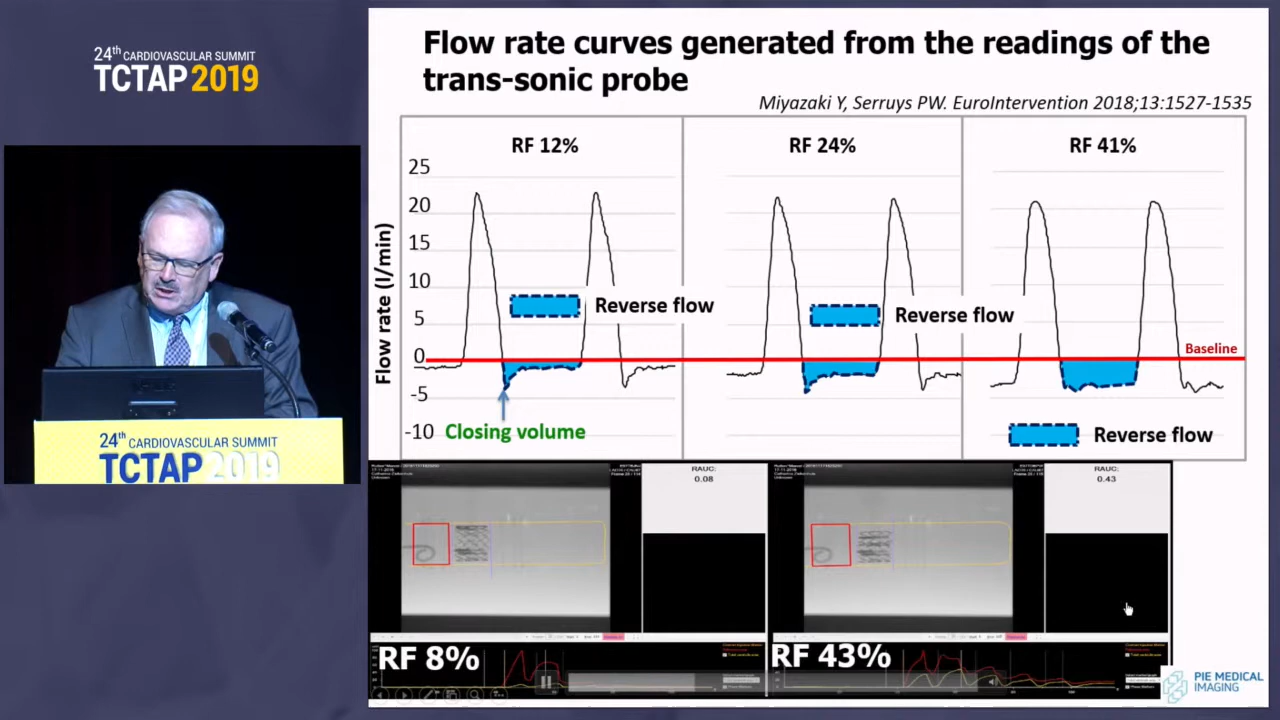 24th CARDIOVASCULAR SUMMIT
TCTAP 2019
24th CARDIOVASCULAR SUMMIT
TCTAP 2019
Flow rate curves generated from the readings of the
trans-sonic probe
Miyazaki Y, Serruys PW. EuroIntervention 2018;13:1527-1535
RF 12%
RF 24%
RF 41%
Flow rate (l/min)
25
20
15
10
5
0
-5
-10
Reverse flow
Reverse flow
Reverse flow
Baseline
Closing volume
RAUC:
0.08
RAUC:
0.43
RF 8%
RF 43%
PIE MEDICAL
IMAGING